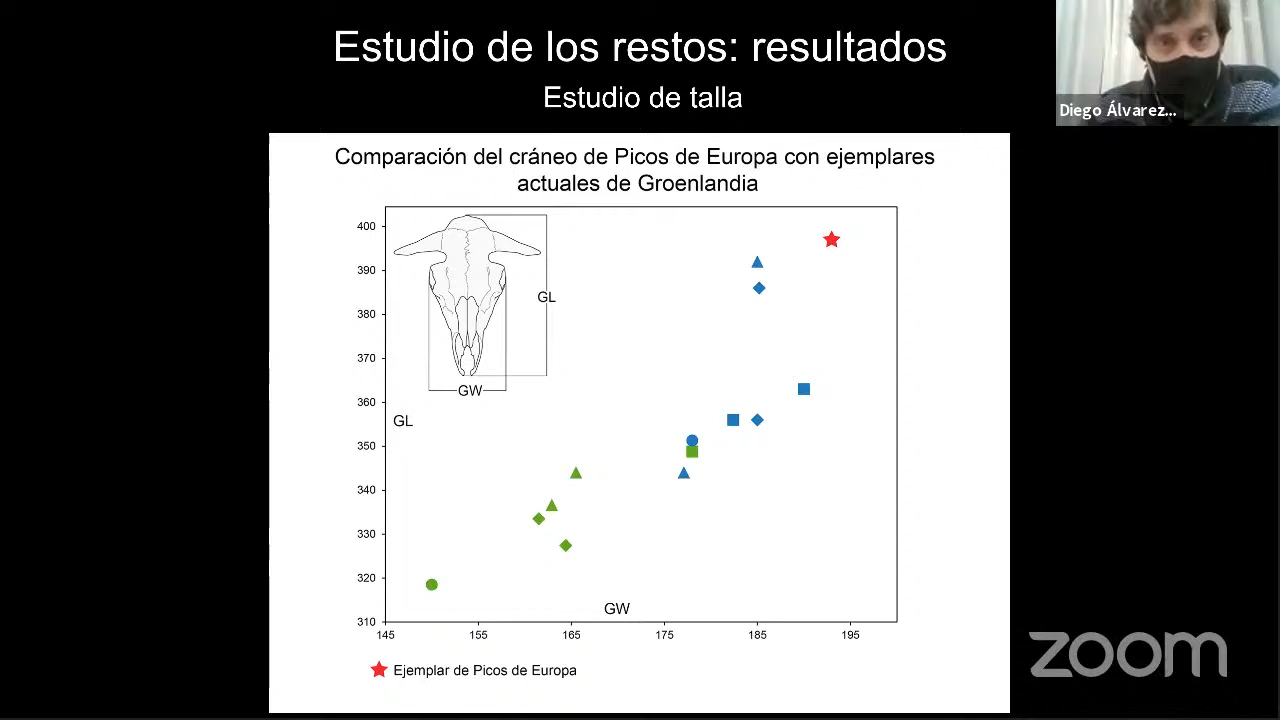 Estudio de los restos: resultados
Estudio de talla
Diego Álvarez...
Comparación del cráneo de Picos de Europa con ejemplares
actuales de Groenlandia
400
390
380
370
360
350
340
330
320
310
GL
GW
GL
GW
145
155
165
175
185
195
Ejemplar de Picos de Europa
zoom